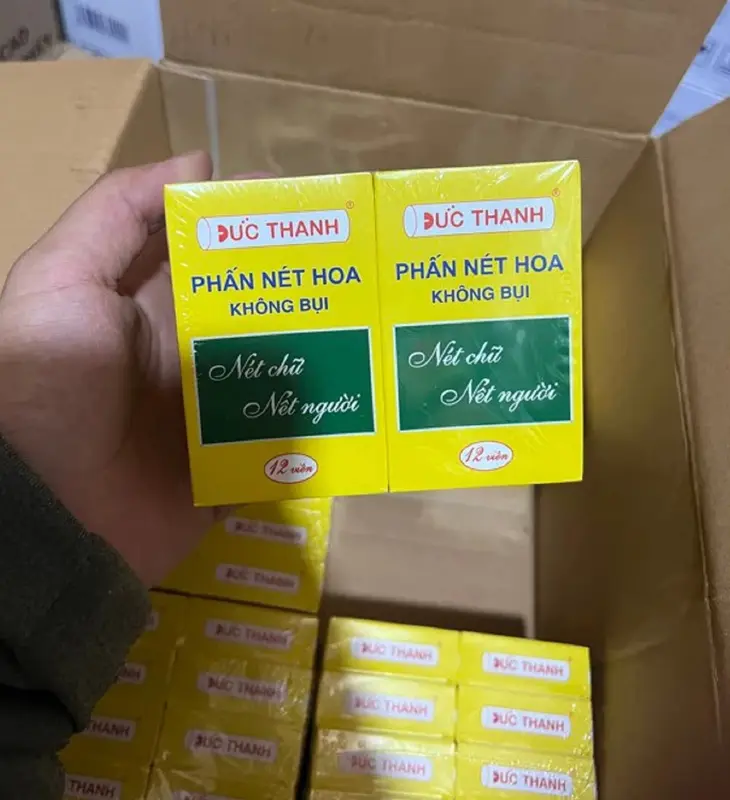 ĐỨC THANH®
PHẤN NÉT HOA
KHÔNG BỤI
Nét chữ
Nết người
12 viên
ĐỨC THANH®
PHẤN NÉT HOA
KHÔNG BỤI
Nét chữ
Nết người
12 viên
ĐỨC THANH
ĐỨC THANH
ĐỨC THANH
ĐỨC THANH
ĐỨC THANH
ĐỨC THANH
ĐỨC THANH
ĐỨC THANH
ĐỨC THANH
ĐỨC THANH
ĐỨC THANH